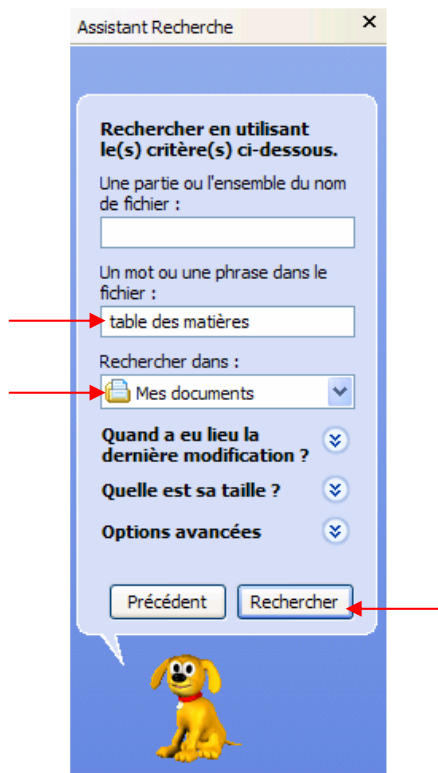 Assistant Recherche
Rechercher en utilisant
le(s) critère(s) ci-dessous.
Une partie ou l'ensemble du nom
de fichier :
Un mot ou une phrase dans le
fichier :
table des matières
Rechercher dans :
Mes documents
Quand a eu lieu la
dernière modification ?
Quelle est sa taille ?
Options avancées
Précédent Rechercher